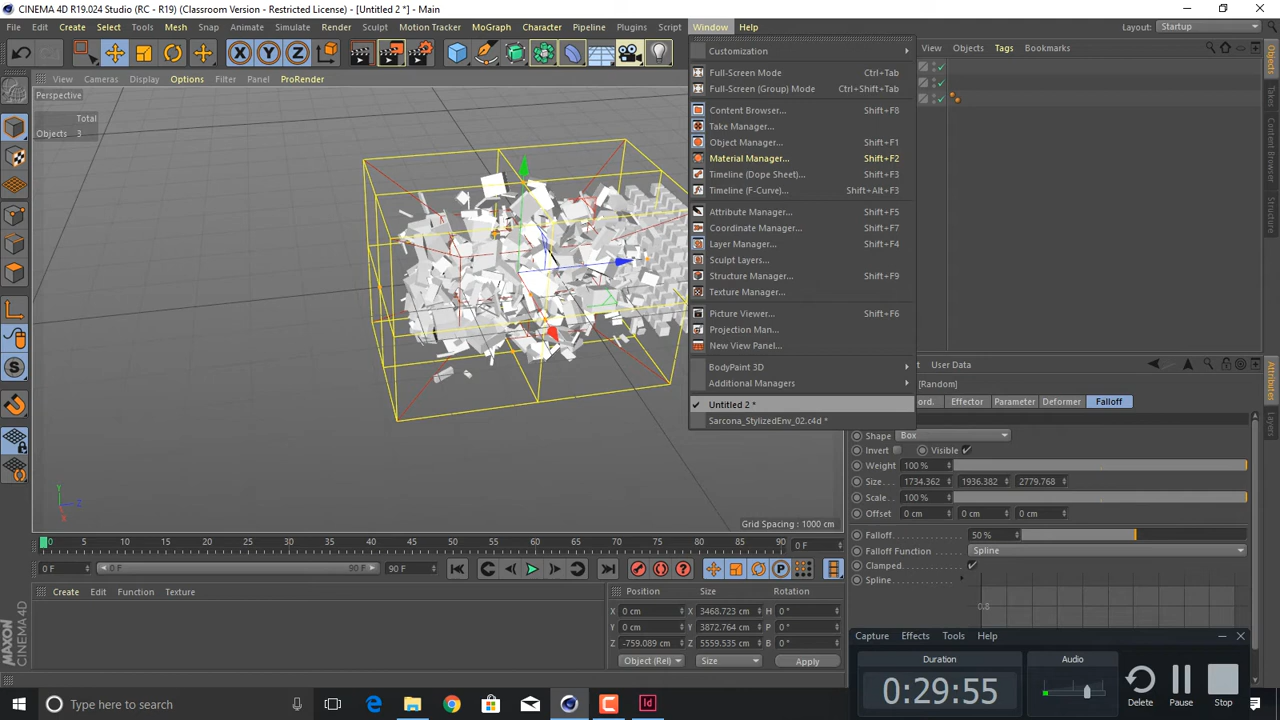 CINEMA 4D R19.024 Studio (RC - R19) (Classroom Version - Restricted License) - [Untitled 2 *] - Main
File Edit Create Select Tools Mesh Snap Animate Simulate Render Sculpt Motion Tracker MoGraph Character Pipeline Plugins Script Window Help Layout: Startup
X Y Z
View Cameras Display Options Filter Panel ProRender
View Objects Tags Bookmarks
Perspective
Total
Objects 3
Customization
Full-Screen Mode Ctrl+Tab
Full-Screen (Group) Mode Ctrl+Shift+Tab
Content Browser... Shift+F8
Take Manager...
Object Manager... Shift+F1
Material Manager... Shift+F2
Timeline (Dope Sheet)... Shift+F3
Timeline (F-Curve)... Shift+Alt+F3
Attribute Manager... Shift+F5
Coordinate Manager... Shift+F7
Layer Manager... Shift+F4
Sculpt Layers...
Structure Manager... Shift+F9
Texture Manager...
Picture Viewer... Shift+F6
Projection Man...
New View Panel...
BodyPaint 3D
Additional Managers
Untitled 2 *
Sarcona_StylizedEnv_02.c4d *
Objects
Takes
Content Browser
Structure
Attributes
Layers
t User Data
[Random]
ord. Effector Parameter Deformer Falloff
Shape Box
Invert Visible
Weight 100 %
Size... 1734.362 1936.382 2779.768
Scale... 100 %
Offset 0 cm 0 cm 0 cm
Falloff 50 %
Falloff Function Spline
Clamped
Spline
0.8
Y
Z
X
Grid Spacing : 1000 cm
0 5 10 15 20 25 30 35 40 45 50 55 60 65 70 75 80 85 90 0 F
0 F 0 F 90 F 90 F
Create Edit Function Texture
Position Size Rotation
X 0 cm X 3468.723 cm H 0 °
Y 0 cm Y 3872.764 cm P 0 °
Z -759.089 cm Z 5559.535 cm B 0 °
Object (Rel) Size Apply
MAXON CINEMA 4D
Capture Effects Tools Help
Duration
0:29:55
Audio
Delete Pause Stop
Type here to search